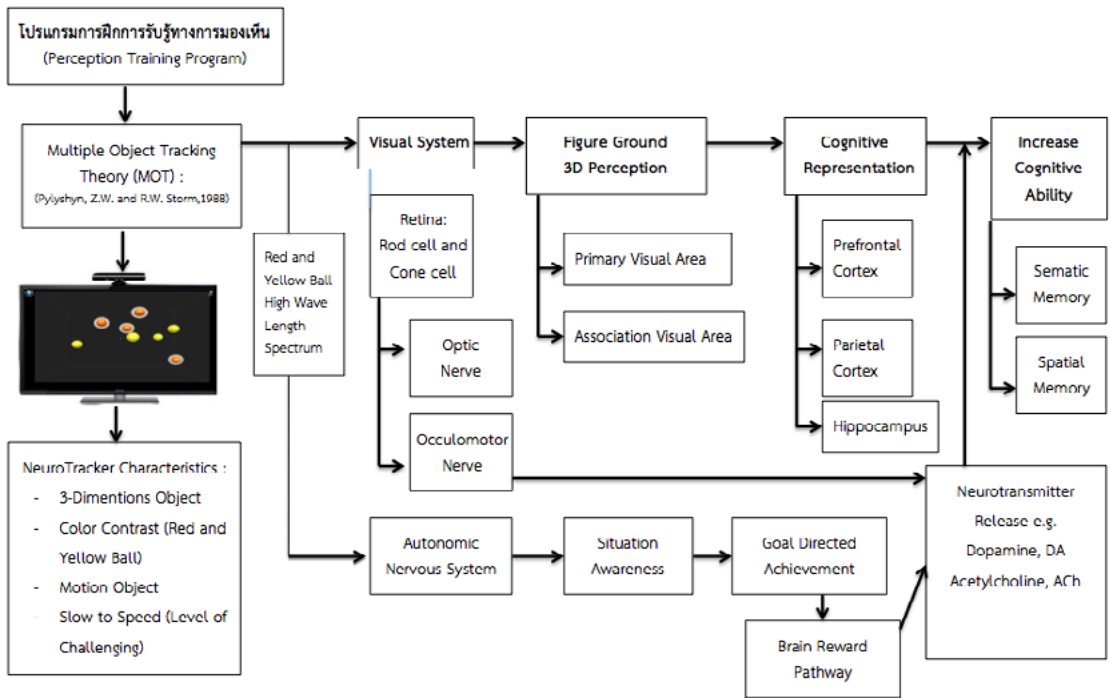 โปรแกรมการฝึกการรับรู้ทางการมองเห็น
(Perception Training Program)
Multiple Object Tracking
Theory (MOT) :
(Pylyshyn, Z.W. and R.W. Storm,1988)
NeuroTracker Characteristics :
- 3-Dimentions Object
- Color Contrast (Red and
Yellow Ball)
- Motion Object
- Slow to Speed (Level of
Challenging)
Red and
Yellow Ball
High Wave
Length
Spectrum
Visual System
Retina:
Rod cell and
Cone cell
Optic
Nerve
Occulomotor
Nerve
Figure Ground
3D Perception
Primary Visual Area
Association Visual Area
Cognitive
Representation
Prefrontal
Cortex
Parietal
Cortex
Hippocampus
Increase
Cognitive
Ability
Sematic
Memory
Spatial
Memory
Autonomic
Nervous System
Situation
Awareness
Goal Directed
Achievement
Brain Reward
Pathway
Neurotransmitter
Release e.g.
Dopamine, DA
Acetylcholine, ACh